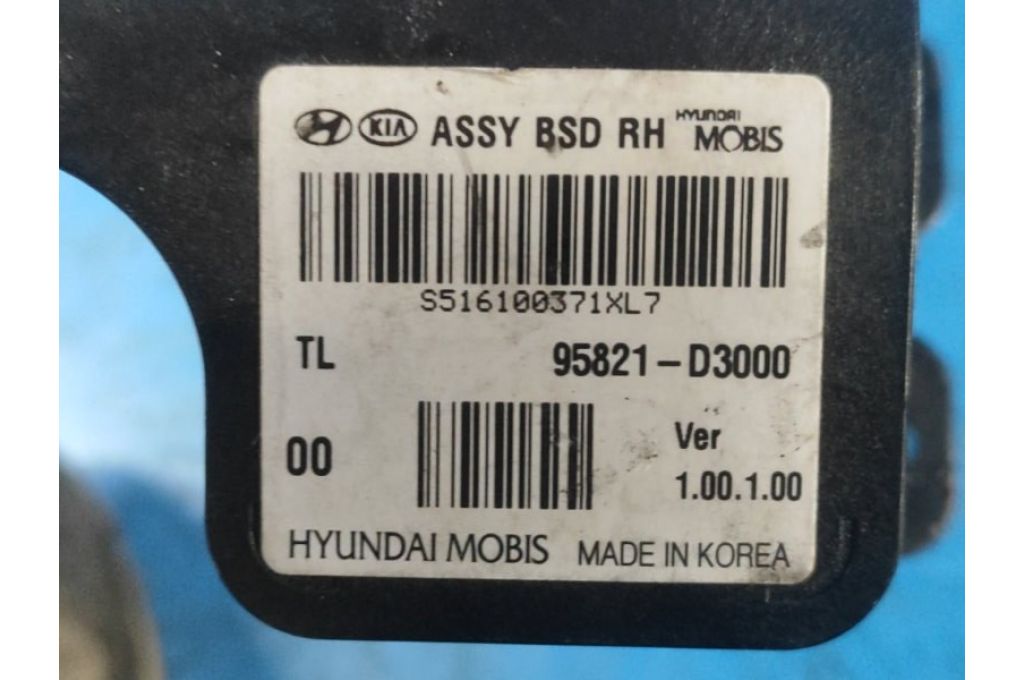 KIA ASSY BSD RH HYUNDAI MOBIS
S516100371XL7
TL 95821-D3000
00 Ver
1.00.1.00
HYUNDAI MOBIS MADE IN KOREA